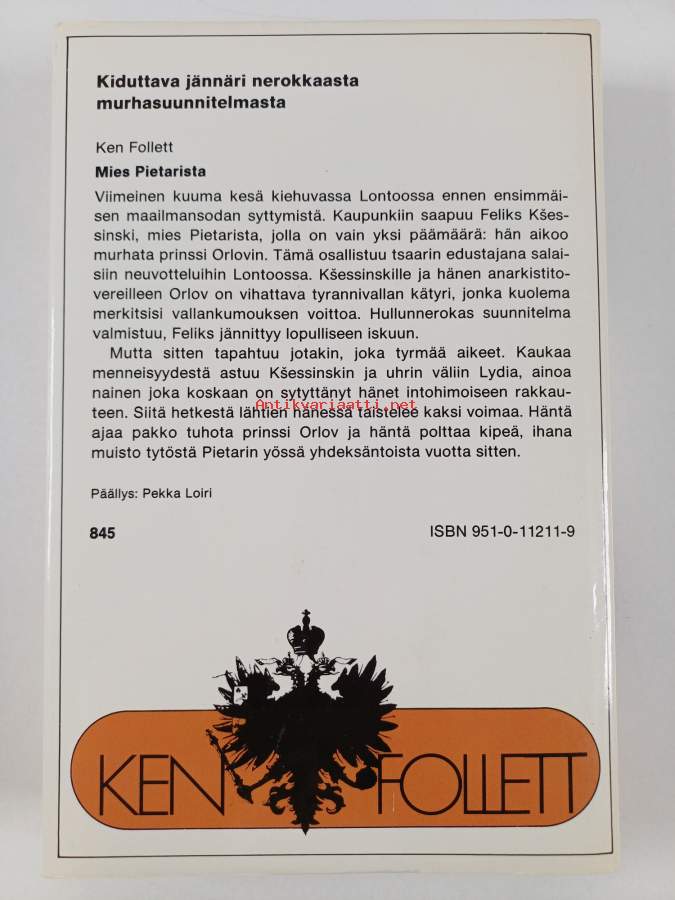 Kiduttava jännäri nerokkaasta
murhasuunnitelmasta
Ken Follett
Mies Pietarista
Viimeinen kuuma kesä kiehuvassa Lontoossa ennen ensimmäi-
sen maailmansodan syttymistä. Kaupunkiin saapuu Feliks Kšes-
sinski, mies Pietarista, jolla on vain yksi päämäärä: hän aikoo
murhata prinssi Orlovin. Tämä osallistuu tsaarin edustajana salai-
siin neuvotteluihin Lontoossa. Kšessinskille ja hänen anarkistito-
vereilleen Orlov on vihattava tyrannivallan kätyri, jonka kuolema
merkitsisi vallankumouksen voittoa. Hullunnerokas suunnitelma
valmistuu, Feliks jännittyy lopulliseen iskuun.
Mutta sitten tapahtuu jotakin, joka tyrmää aikeet. Kaukaa
menneisyydestä astuu Kšessinskin ja uhrin väliin Lydia, ainoa
nainen joka koskaan on sytyttänyt hänet intohimoiseen rakkau-
teen. Siitä hetkestä lähtien hänessä taistelee kaksi voimaa. Häntä
Antikvariaatti.net
ajaa pakko tuhota prinssi Orlov ja häntä polttaa kipeä, ihana
muisto tytöstä Pietarin yössä yhdeksäntoista vuotta sitten.
Päällys: Pekka Loiri
845 ISBN 951-0-11211-9
KEN FOLLETT